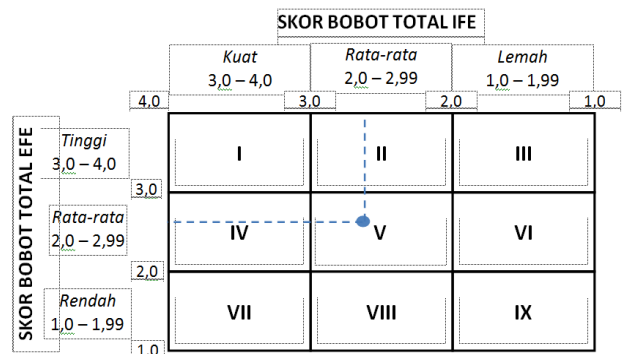 SKOR BOBOT TOTAL IFE
Kuat
3,0 – 4,0
Rata-rata
2,0 – 2,99
Lemah
1,0 – 1,99
4,0
3,0
2,0
1,0
SKOR BOBOT TOTAL EFE
Tinggi
3,0 – 4,0
I
II
III
3,0
Rata-rata
2,0 – 2,99
IV
V
VI
2,0
Rendah
1,0 – 1,99
VII
VIII
IX
1,0